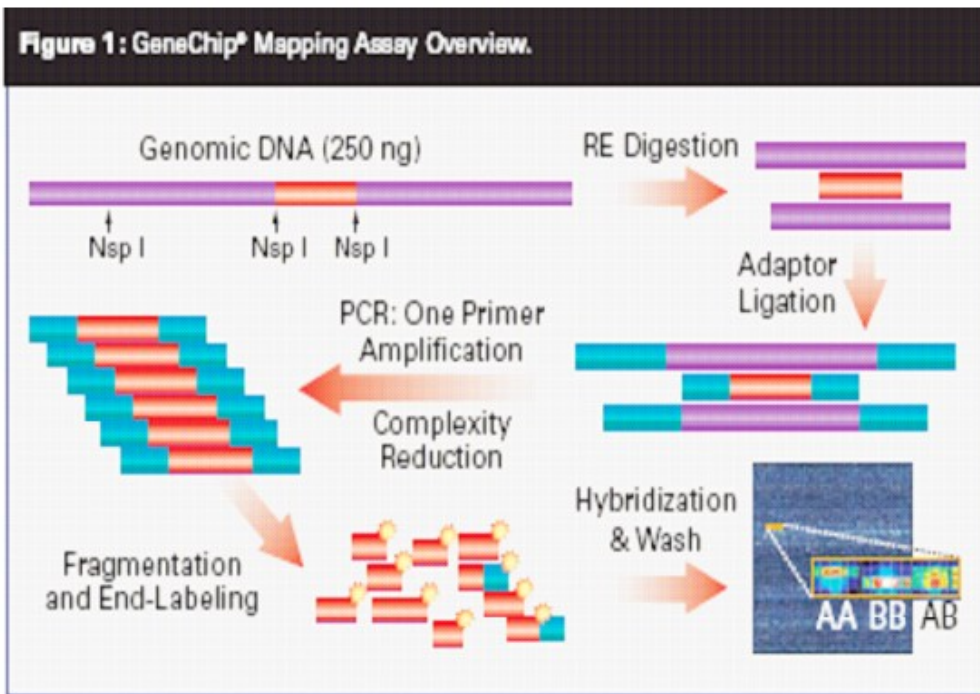 Figure 1: GeneChip® Mapping Assay Overview.
Genomic DNA (250 ng)
RE Digestion
Nsp I
Nsp I
Nsp I
Adaptor
Ligation
PCR: One Primer
Amplification
Complexity
Reduction
Fragmentation
and End-Labeling
Hybridization
& Wash
AA BB AB